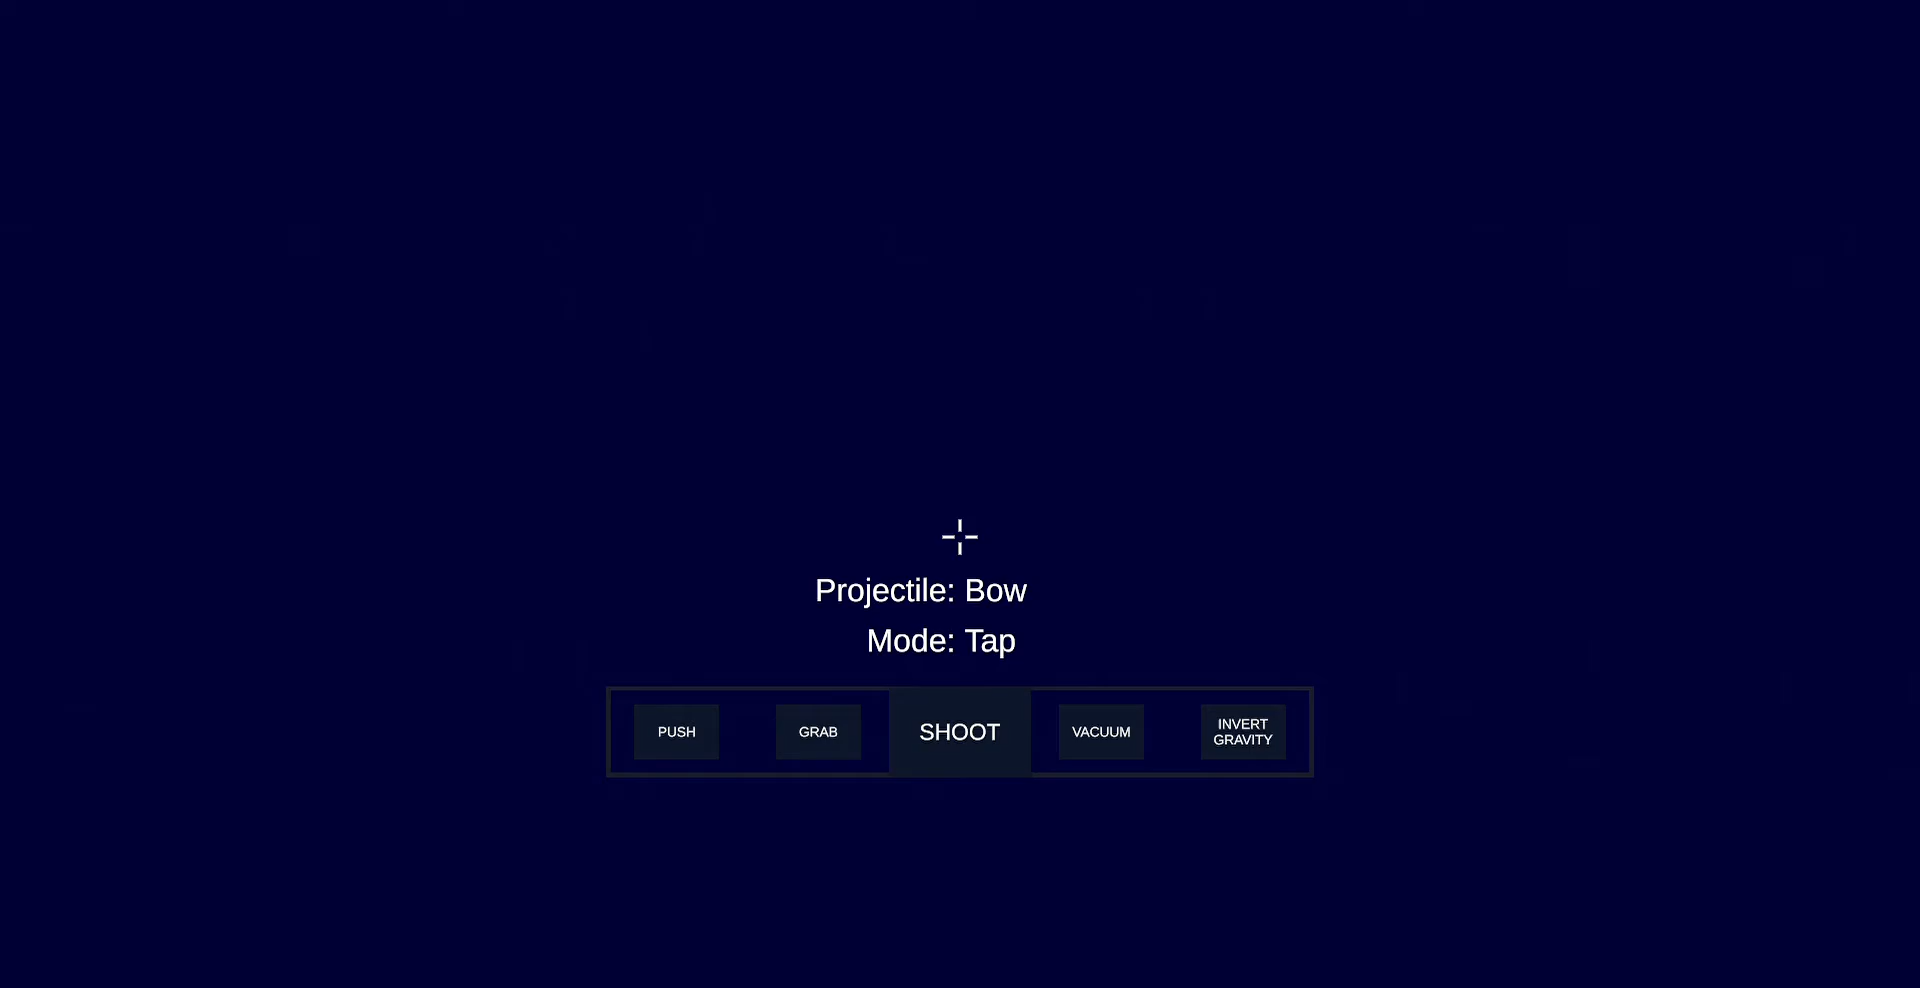 Projectile: Bow
Mode: Tap
PUSH
GRAB
SHOOT
VACUUM
INVERT
GRAVITY